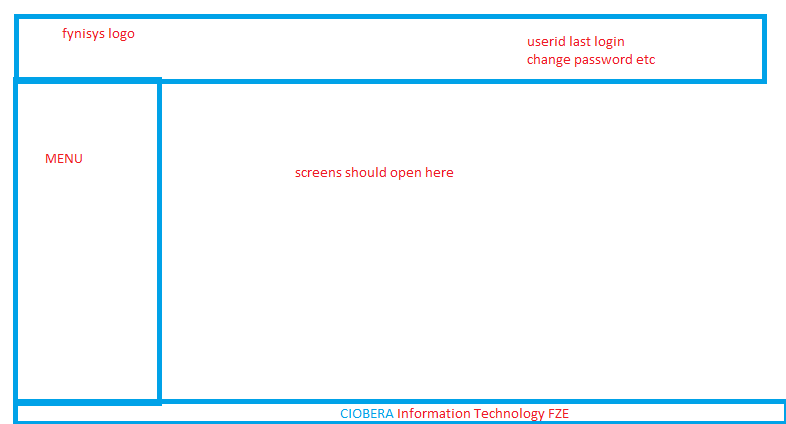 fynisys logo
userid last login
change password etc
MENU
screens should open here
CIOBERA Information Technology FZE